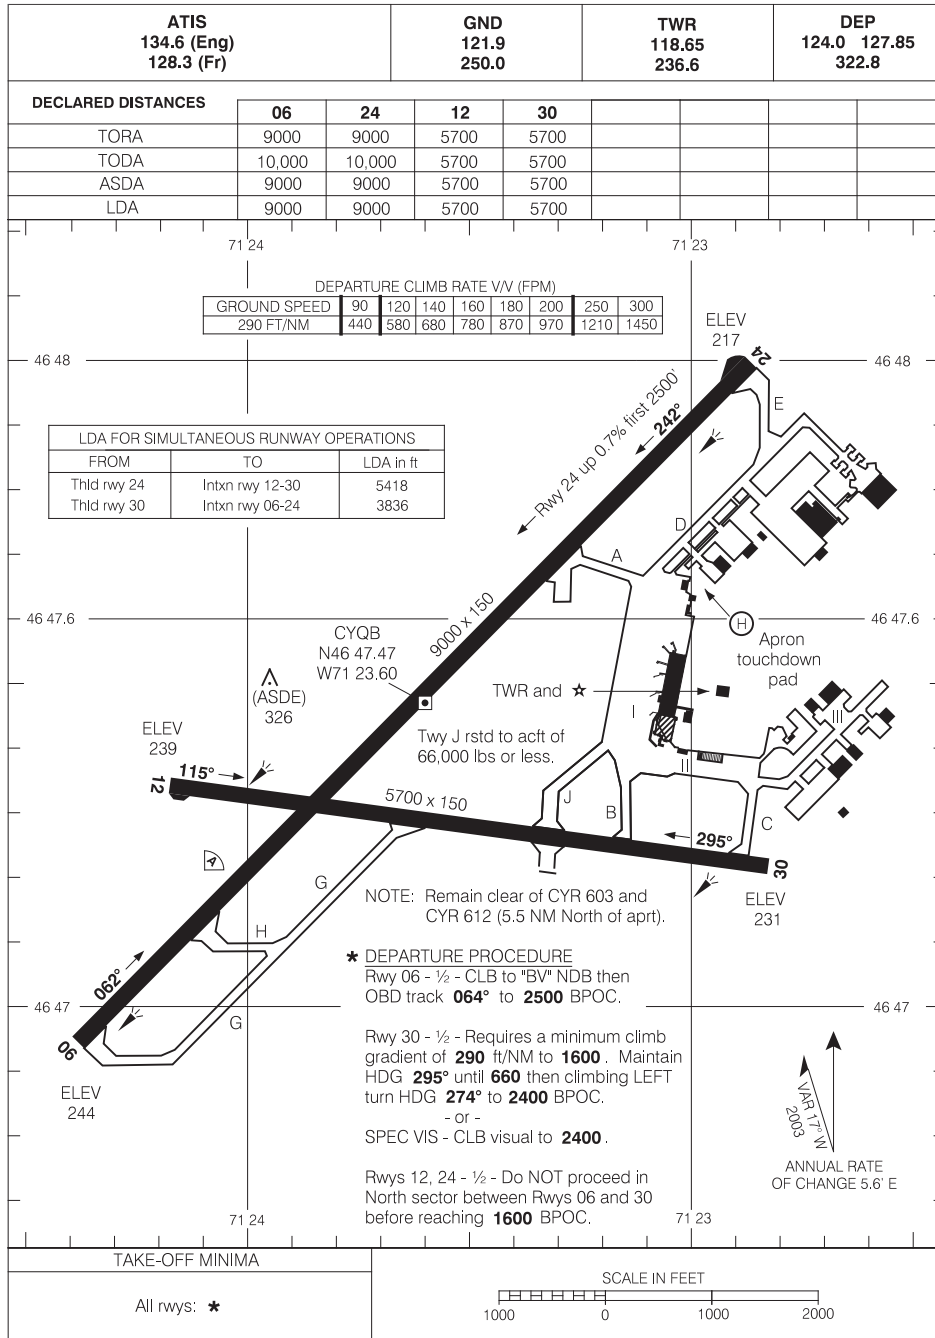 ATIS
134.6 (Eng)
128.3 (Fr)
GND
121.9
250.0
TWR
118.65
236.6
DEP
124.0 127.85
322.8
DECLARED DISTANCES
06 24 12 30
TORA 9000 9000 5700 5700
TODA 10,000 10,000 5700 5700
ASDA 9000 9000 5700 5700
LDA 9000 9000 5700 5700
71 24
71 23
DEPARTURE CLIMB RATE V/V (FPM)
GROUND SPEED 90 120 140 160 180 200 250 300
290 FT/NM 440 580 680 780 870 970 1210 1450
ELEV
217
24
46 48
46 48
E
LDA FOR SIMULTANEOUS RUNWAY OPERATIONS
FROM TO LDA in ft
Thld rwy 24 Intxn rwy 12-30 5418
Thld rwy 30 Intxn rwy 06-24 3836
242°
Rwy 24 up 0.7% first 2500'
D
A
46 47.6
46 47.6
9000 x 150
H
Apron
touchdown
pad
CYQB
N46 47.47
W71 23.60
(ASDE)
326
TWR and ☆
I
III
Twy J rstd to acft of
66,000 lbs or less.
II
ELEV
239
12
115°
5700 x 150
J
B
C
295°
30
ELEV
231
A
G
H
G
NOTE: Remain clear of CYR 603 and
CYR 612 (5.5 NM North of aprt).
* DEPARTURE PROCEDURE
Rwy 06 - ½ - CLB to "BV" NDB then
OBD track 064° to 2500 BPOC.
062°
46 47
46 47
06
ELEV
244
Rwy 30 - ½ - Requires a minimum climb
gradient of 290 ft/NM to 1600 . Maintain
HDG 295° until 660 then climbing LEFT
turn HDG 274° to 2400 BPOC.
- or -
SPEC VIS - CLB visual to 2400 .
Rwys 12, 24 - ½ - Do NOT proceed in
North sector between Rwys 06 and 30
before reaching 1600 BPOC.
VAR 17° W
2003
ANNUAL RATE
OF CHANGE 5.6' E
71 24
71 23
TAKE-OFF MINIMA
All rwys: *
SCALE IN FEET
1000 0 1000 2000